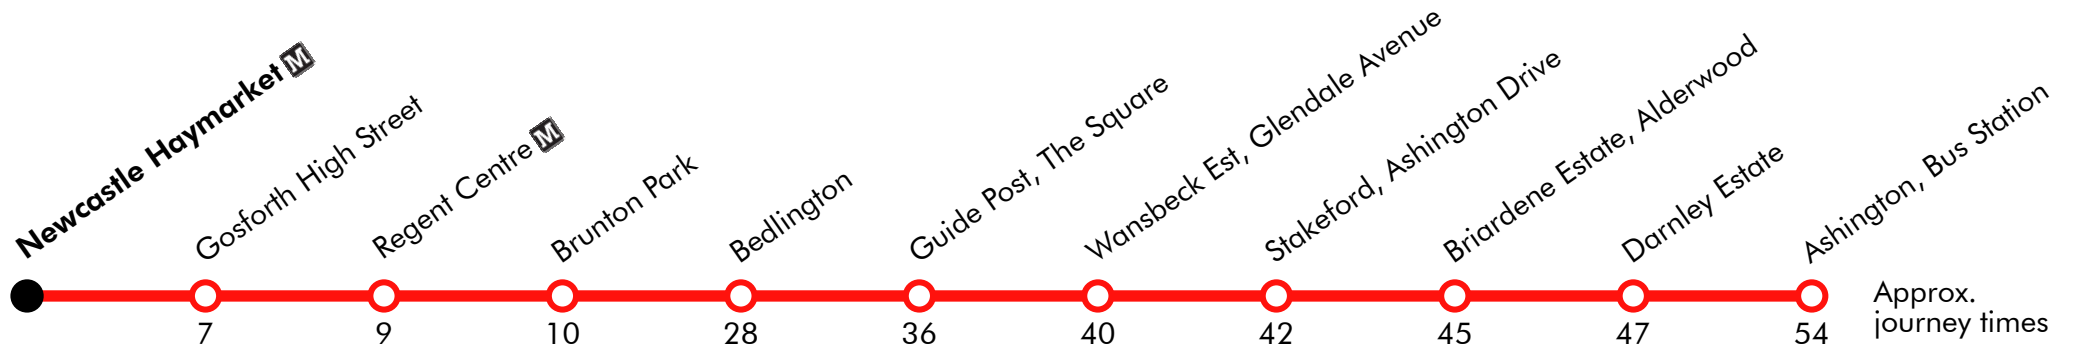 Newcastle Haymarket M
Gosforth High Street
Regent Centre M
Brunton Park
Bedlington
Guide Post, The Square
Wansbeck Est, Glendale Avenue
Stakeford, Ashington Drive
Briardene Estate, Alderwood
Darnley Estate
Ashington, Bus Station
7 9 10 28 36 40 42 45 47 54
Approx.
journey times